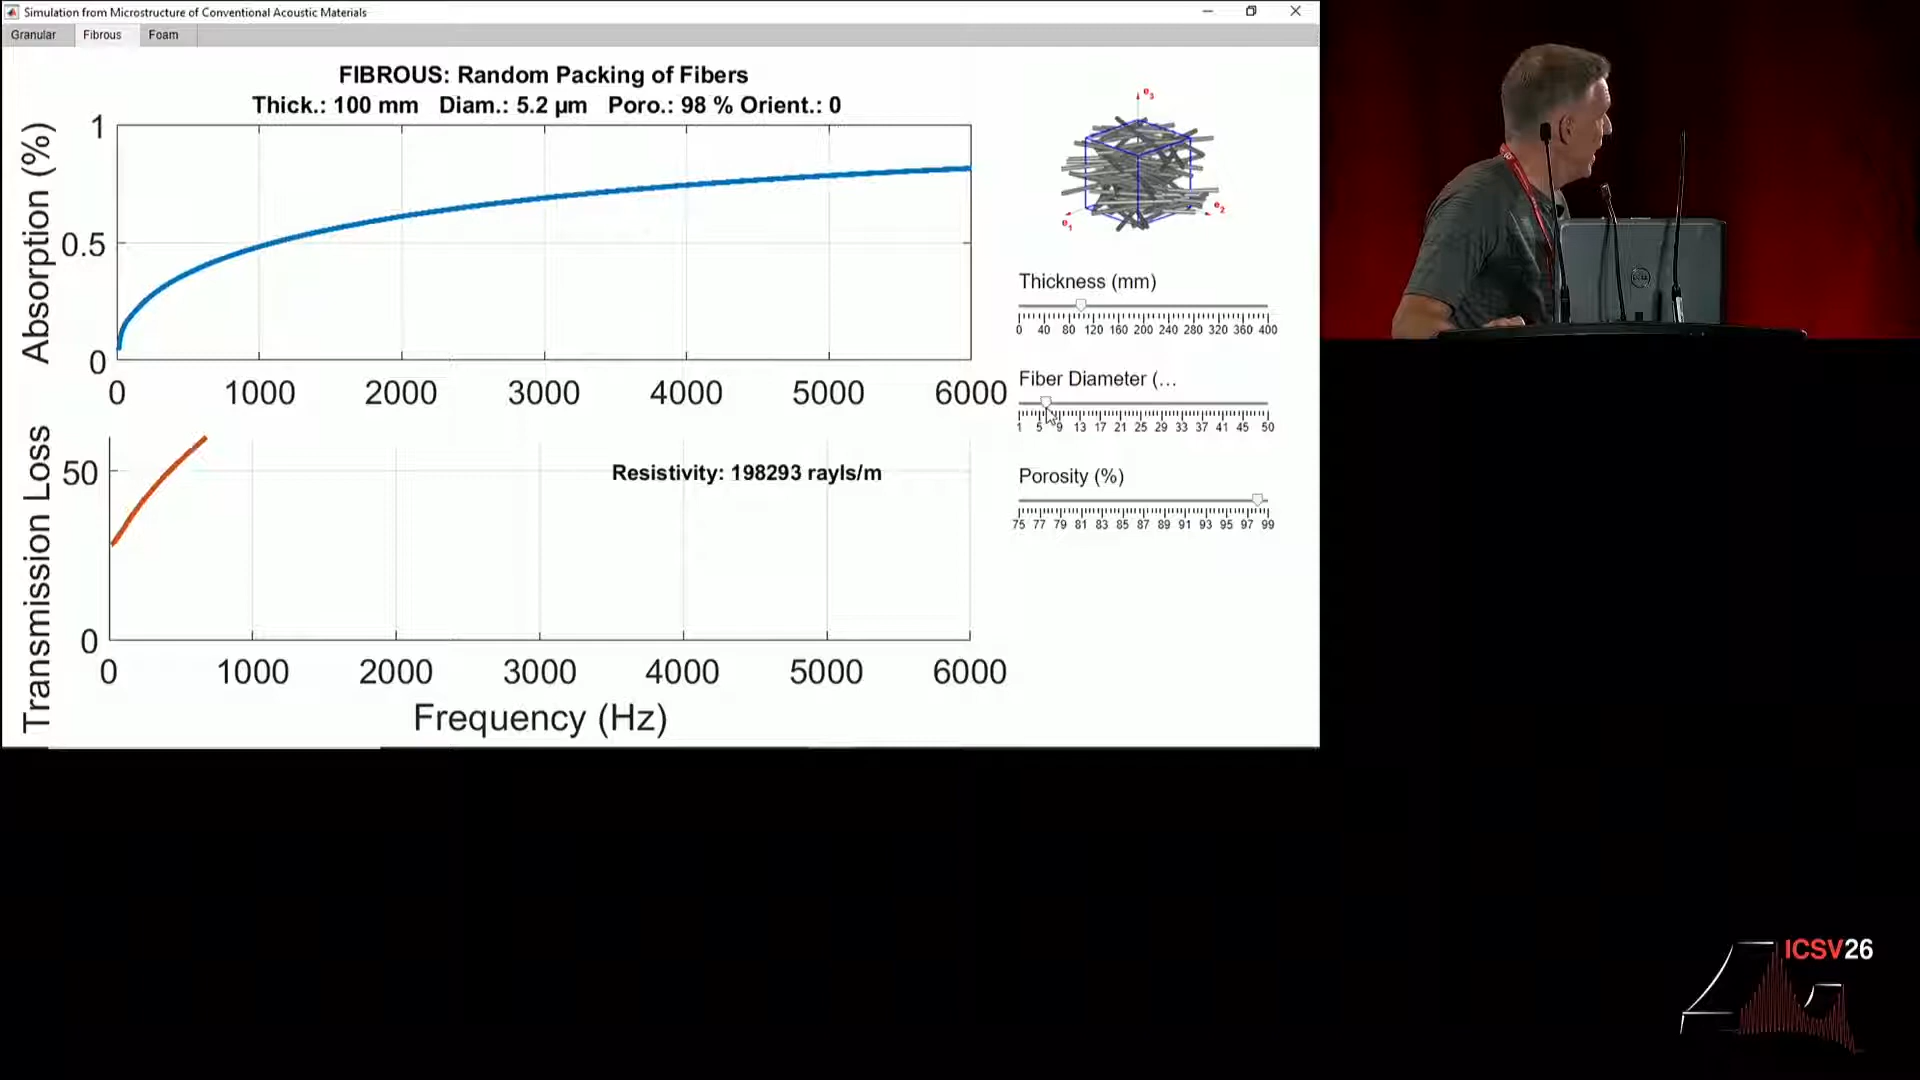 Simulation from Microstructure of Conventional Acoustic Materials
Granular Fibrous Foam
FIBROUS: Random Packing of Fibers
Thick.: 100 mm Diam.: 5.2 µm Poro.: 98 % Orient.: 0
Absorption (%)
1
0.5
0
0 1000 2000 3000 4000 5000 6000
Transmission Loss
50
0
Resistivity: 198293 rayls/m
0 1000 2000 3000 4000 5000 6000
Frequency (Hz)
e3
e1
e2
Thickness (mm)
0 40 80 120 160 200 240 280 320 360 400
Fiber Diameter (...
1 5 9 13 17 21 25 29 33 37 41 45 50
Porosity (%)
75 77 79 81 83 85 87 89 91 93 95 97 99
DELL
ICSV26